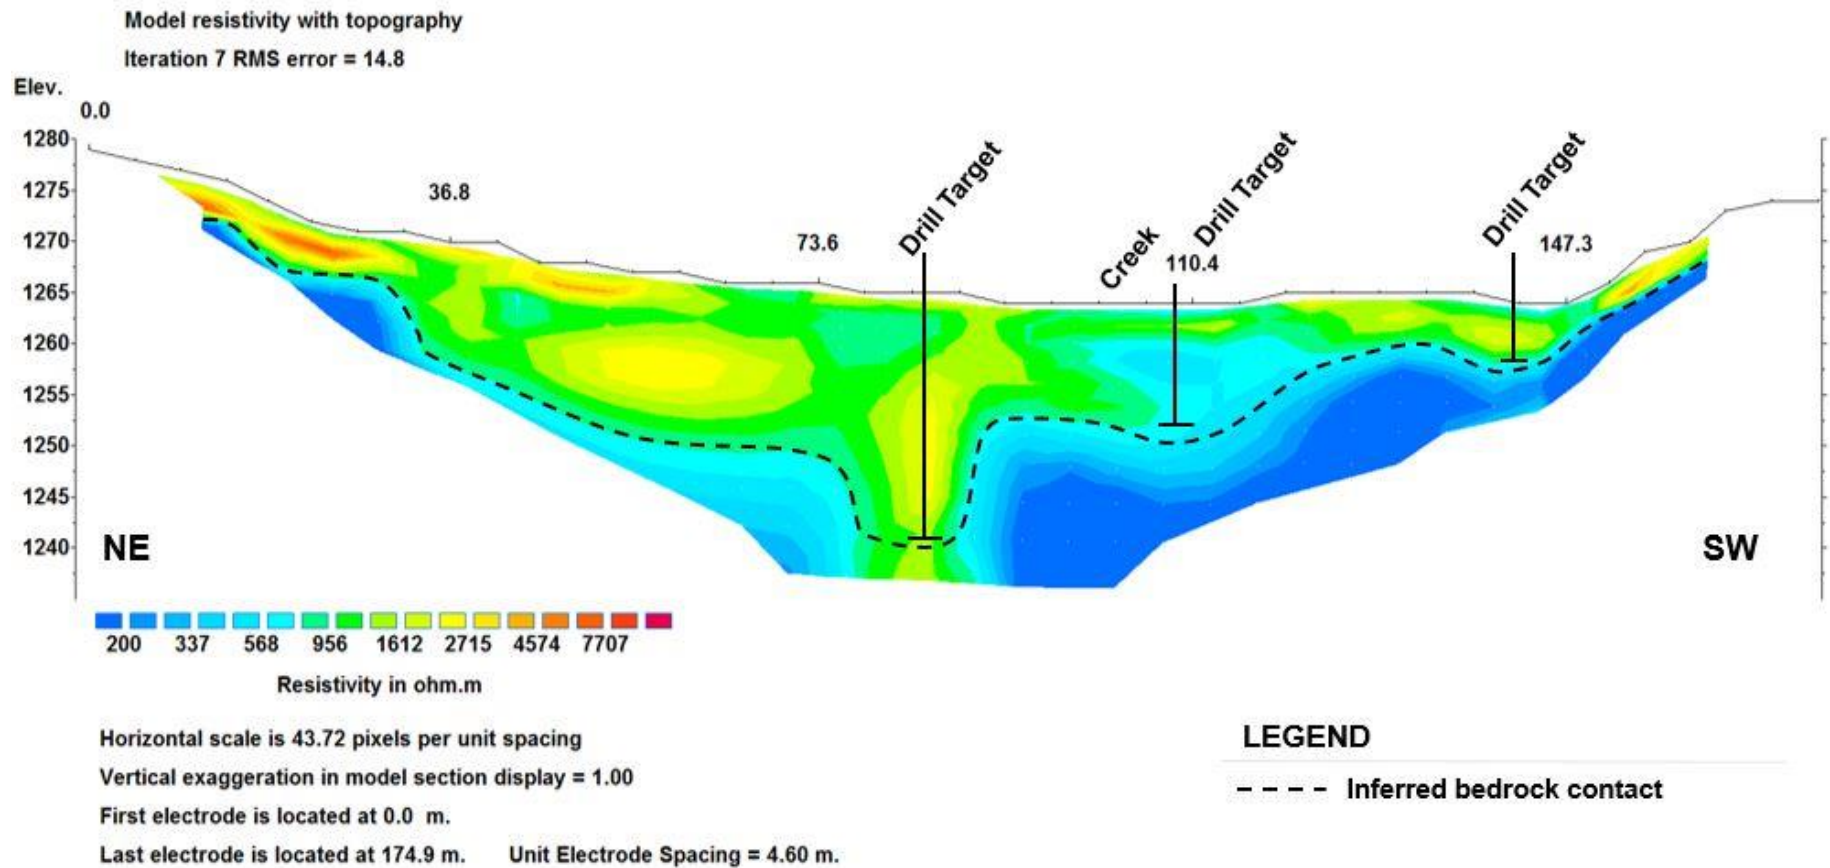 Model resistivity with topography
Iteration 7 RMS error = 14.8
Elev.
0.0
1280
1275
1270
1265
1260
1255
1250
1245
1240
36.8
73.6
Drill Target
Creek
110.4
Drill Target
Drill Target
147.3
NE
SW
200 337 568 956 1612 2715 4574 7707
Resistivity in ohm.m
Horizontal scale is 43.72 pixels per unit spacing
Vertical exaggeration in model section display = 1.00
First electrode is located at 0.0 m.
Last electrode is located at 174.9 m. Unit Electrode Spacing = 4.60 m.
LEGEND
Inferred bedrock contact